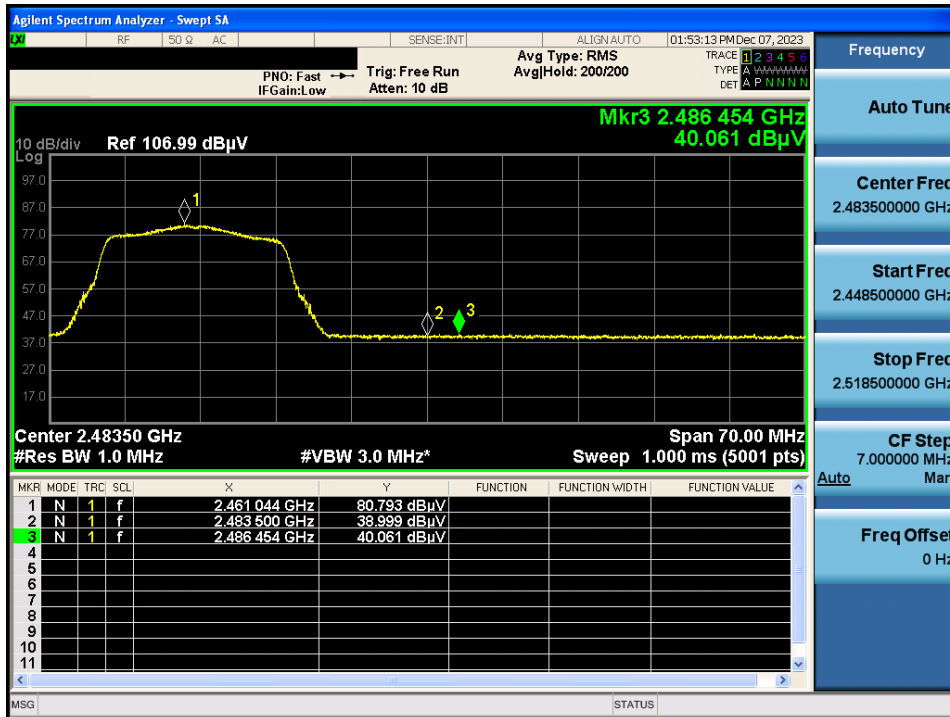 Agilent Spectrum Analyzer - Swept SA
LXI RF 50 Ω AC SENSE:INT ALIGN AUTO 01:53:13 PM Dec 07, 2023
PNO: Fast
IFGain:Low
Trig: Free Run
Atten: 10 dB
Avg Type: RMS
Avg|Hold: 200/200
TRACE 1 2 3 4 5 6
TYPE A WWWWW
DET A P N N N N
Mkr3 2.486 454 GHz
40.061 dBµV
10 dB/div Ref 106.99 dBµV
Log
97.0
87.0
77.0
67.0
57.0
47.0
37.0
27.0
17.0
1
2
3
Center 2.48350 GHz Span 70.00 MHz
#Res BW 1.0 MHz #VBW 3.0 MHz* Sweep 1.000 ms (5001 pts)
MKR MODE TRC SCL X Y FUNCTION FUNCTION WIDTH FUNCTION VALUE
1 N 1 f 2.461 044 GHz 80.793 dBµV
2 N 1 f 2.483 500 GHz 38.999 dBµV
3 N 1 f 2.486 454 GHz 40.061 dBµV
4
5
6
7
8
9
10
11
MSG STATUS
Frequency
Auto Tune
Center Freq
2.483500000 GHz
Start Freq
2.448500000 GHz
Stop Freq
2.518500000 GHz
CF Step
7.000000 MHz
Auto Man
Freq Offset
0 Hz